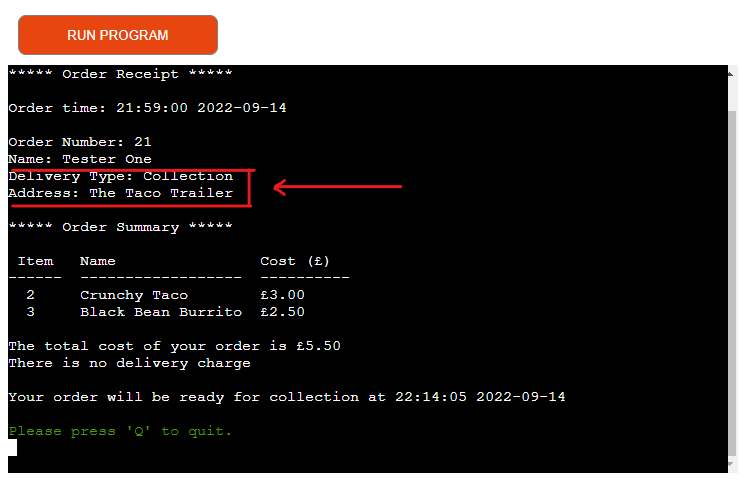 RUN PROGRAM
***** Order Receipt *****
Order time: 21:59:00 2022-09-14
Order Number: 21
Name: Tester One
Delivery Type: Collection
Address: The Taco Trailer
***** Order Summary *****
Item Name Cost (£)
------ ------------------ ----------
2 Crunchy Taco £3.00
3 Black Bean Burrito £2.50
The total cost of your order is £5.50
There is no delivery charge
Your order will be ready for collection at 22:14:05 2022-09-14
Please press 'Q' to quit.